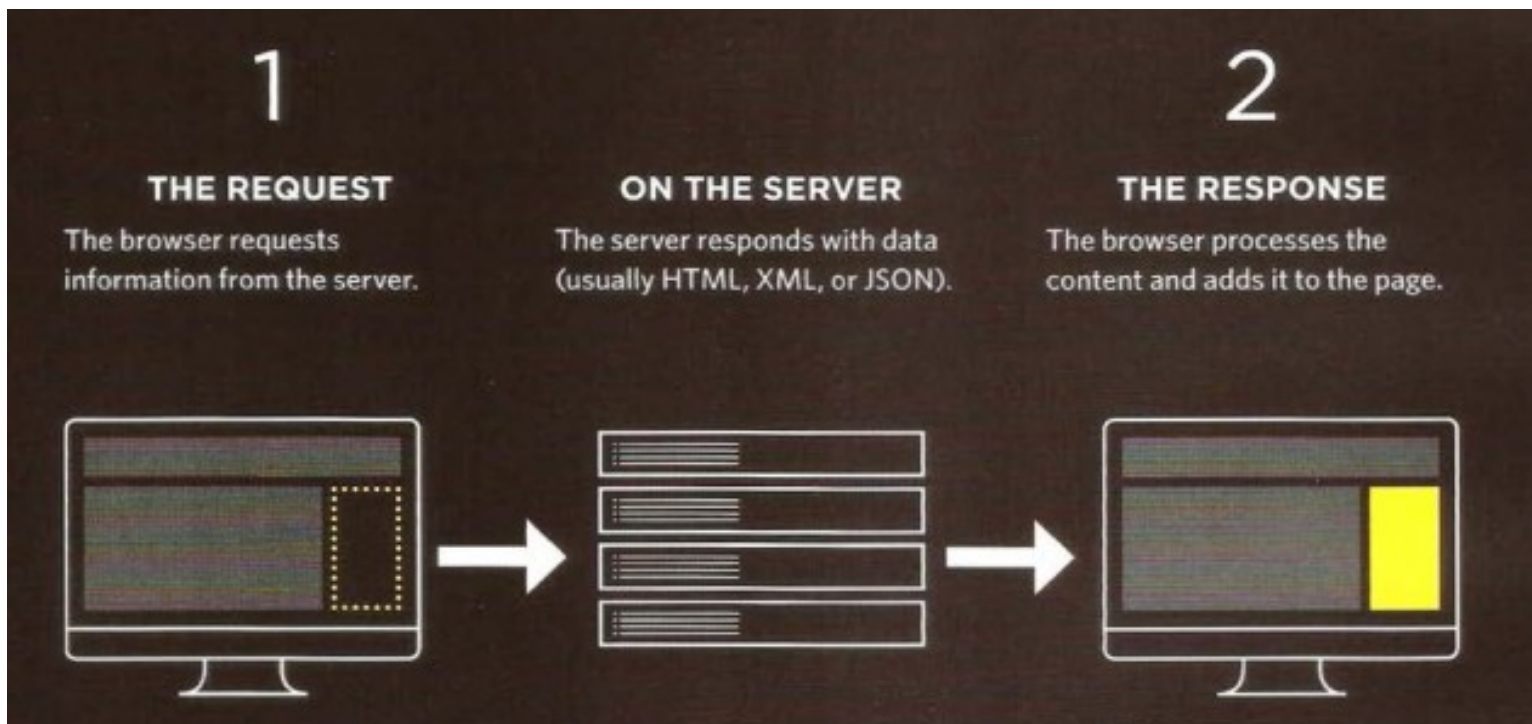 1
THE REQUEST
The browser requests
information from the server.
ON THE SERVER
The server responds with data
(usually HTML, XML, or JSON).
2
THE RESPONSE
The browser processes the
content and adds it to the page.